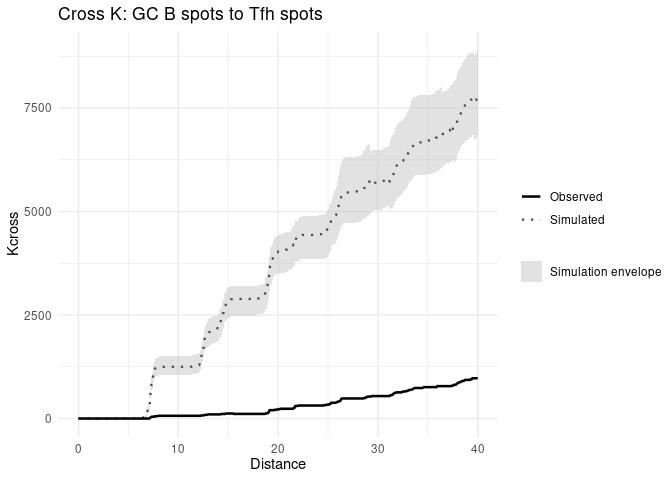 Cross K: GC B spots to Tfh spots
Kcross
7500
5000
2500
0
0 10 20 30 40
Distance
Observed
Simulated
Simulation envelope